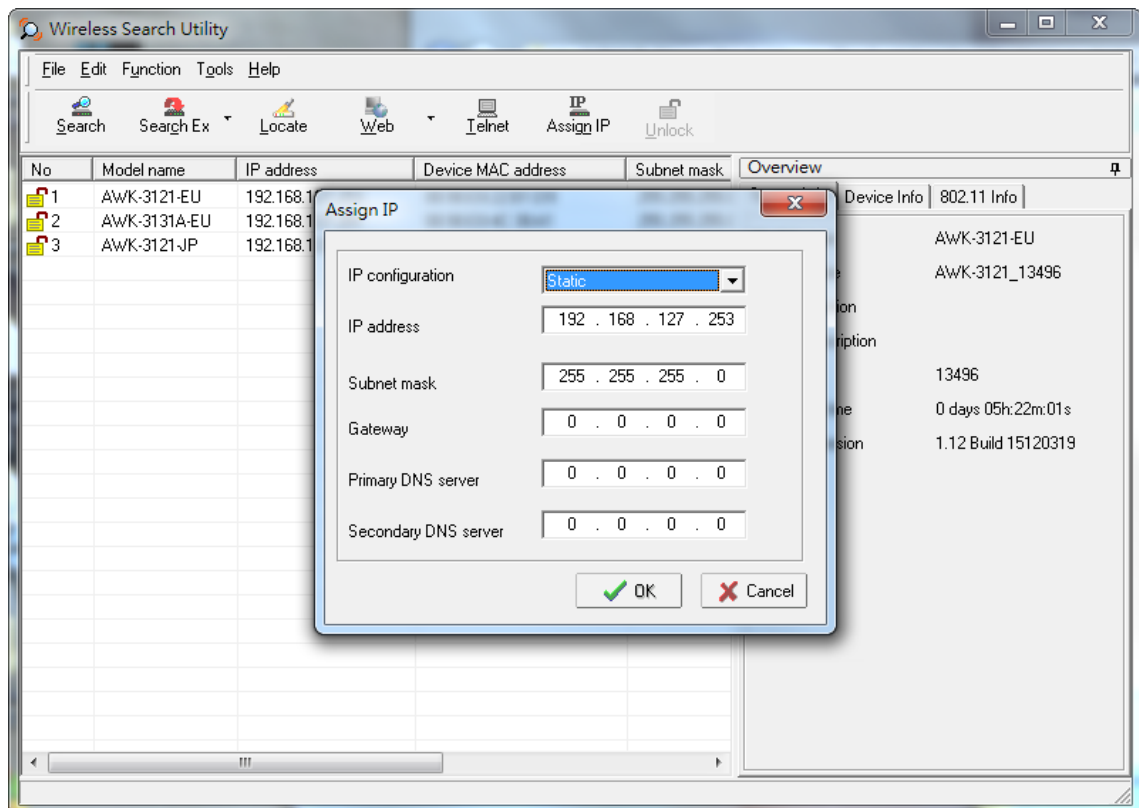 Wireless Search Utility
File Edit Function Tools Help
Search Search Ex Locate Web Telnet Assign IP Unlock
No Model name IP address Device MAC address Subnet mask
1 AWK-3121-EU 192.168.1
2 AWK-3131A-EU 192.168.1
3 AWK-3121-JP 192.168.1
Overview
Device Info 802.11 Info
AWK-3121-EU
AWK-3121_13496
13496
0 days 05h:22m:01s
1.12 Build 15120319
Assign IP
IP configuration Static
IP address 192 . 168 . 127 . 253
Subnet mask 255 . 255 . 255 . 0
Gateway 0 . 0 . 0 . 0
Primary DNS server 0 . 0 . 0 . 0
Secondary DNS server 0 . 0 . 0 . 0
OK Cancel